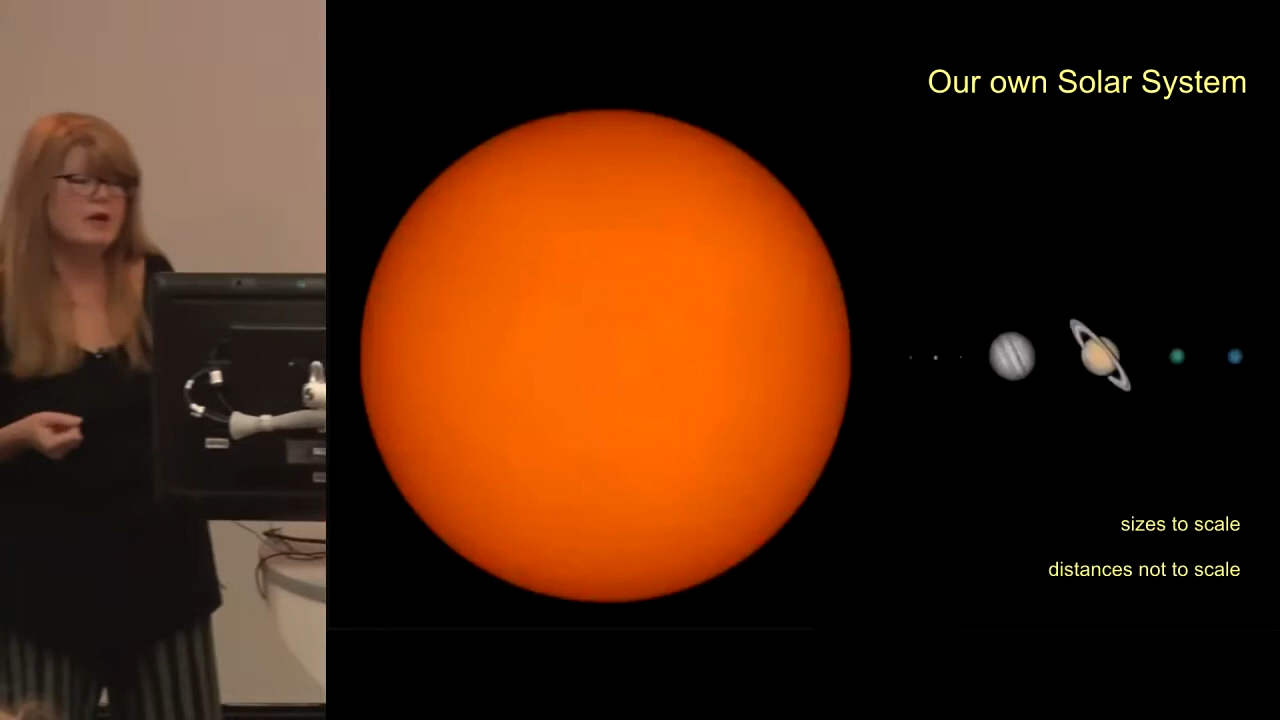 Our own Solar System
sizes to scale
distances not to scale